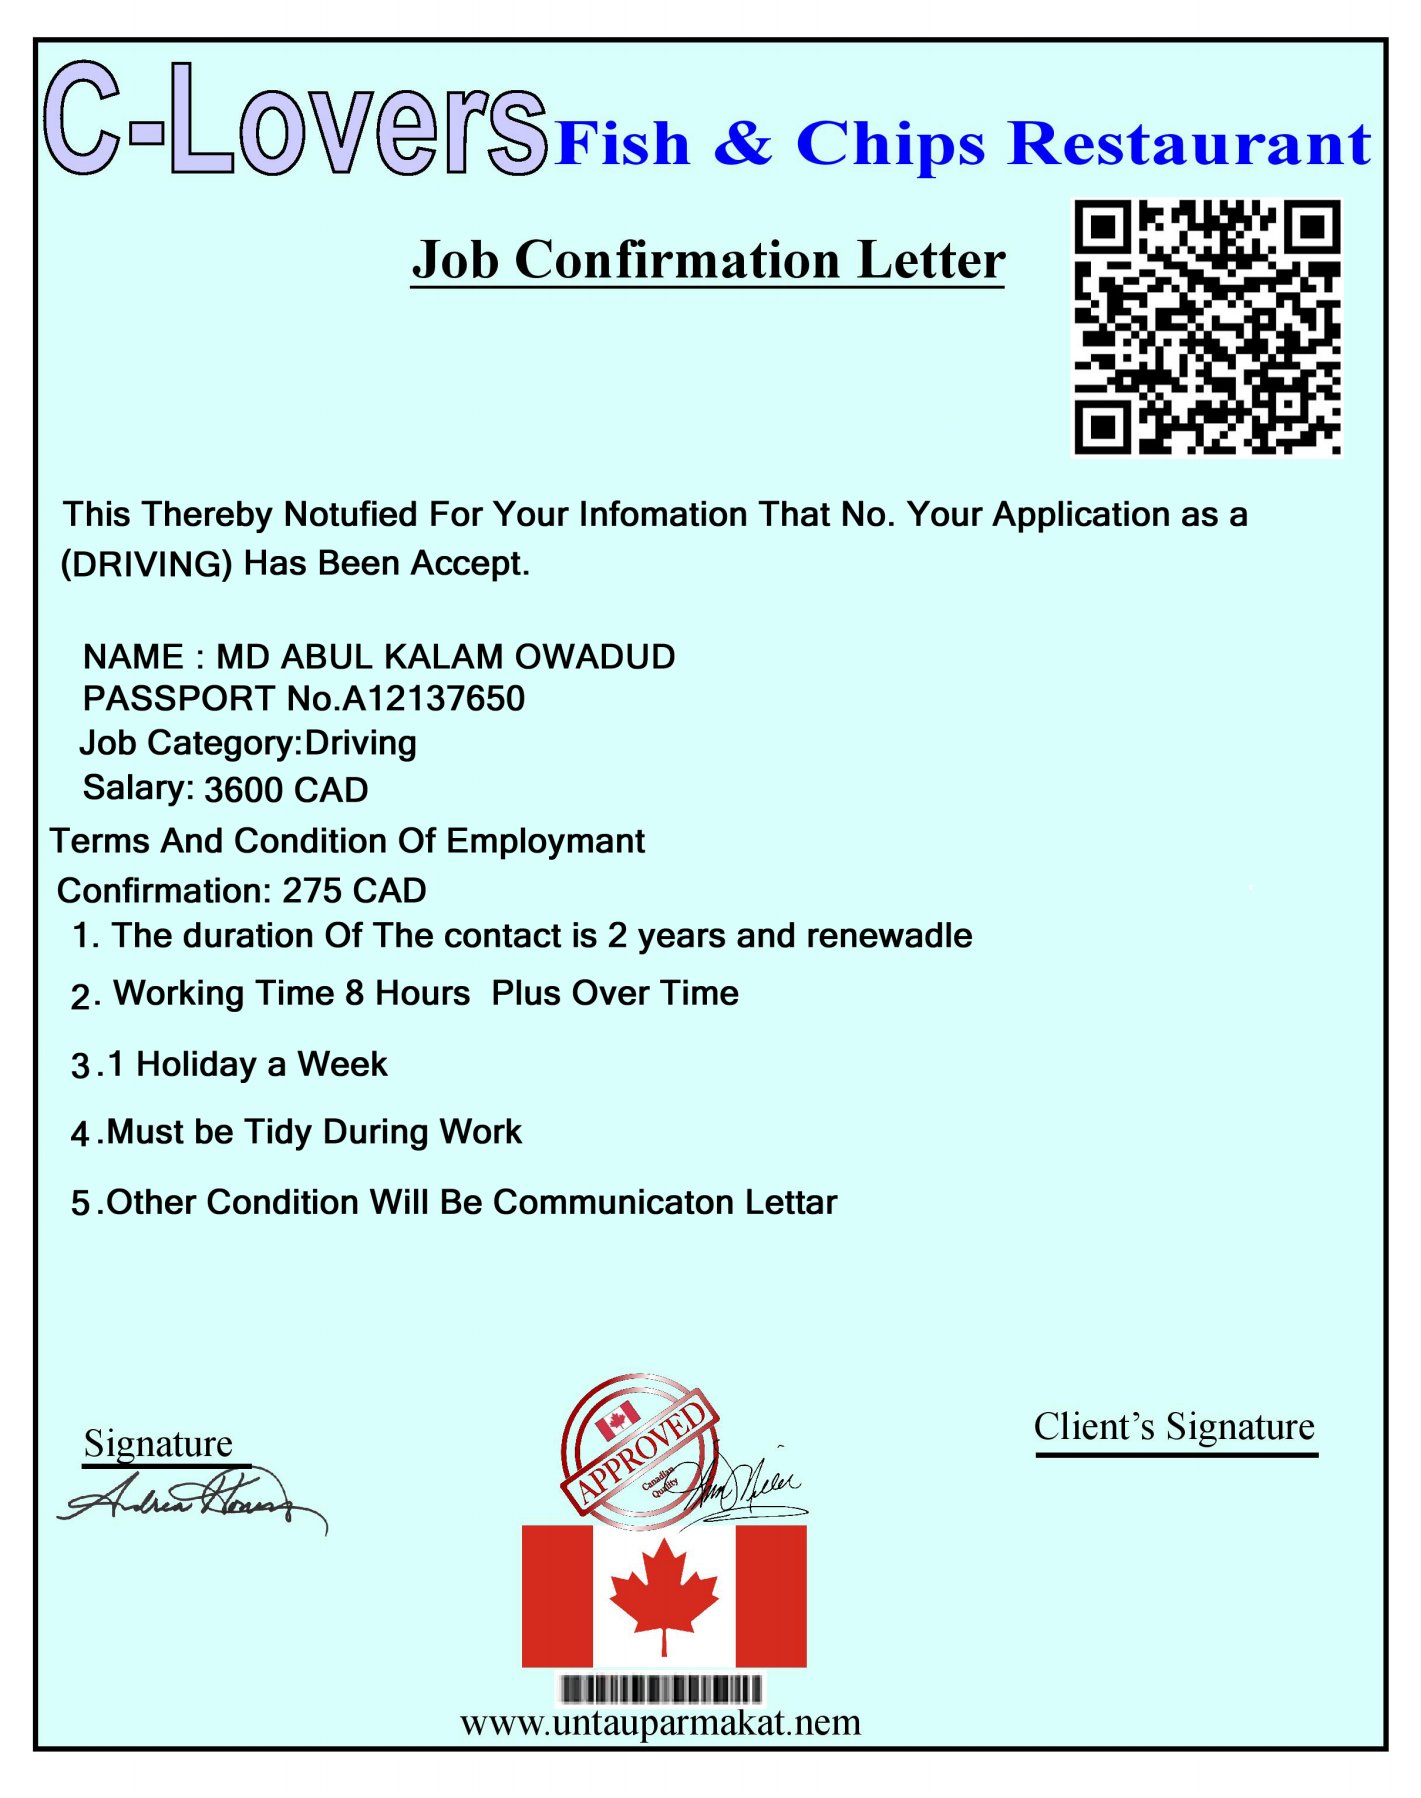 C-Lovers Fish & Chips Restaurant
Job Confirmation Letter
This Thereby Notufied For Your Infomation That No. Your Application as a
(DRIVING) Has Been Accept.
NAME : MD ABUL KALAM OWADUD
PASSPORT No.A12137650
Job Category:Driving
Salary: 3600 CAD
Terms And Condition Of Employmant
Confirmation: 275 CAD
1. The duration Of The contact is 2 years and renewadle
2. Working Time 8 Hours Plus Over Time
3.1 Holiday a Week
4.Must be Tidy During Work
5.Other Condition Will Be Communicaton Lettar
Signature
APPROVED
Canadian
Quality
Client's Signature
www.untauparmakat.nem